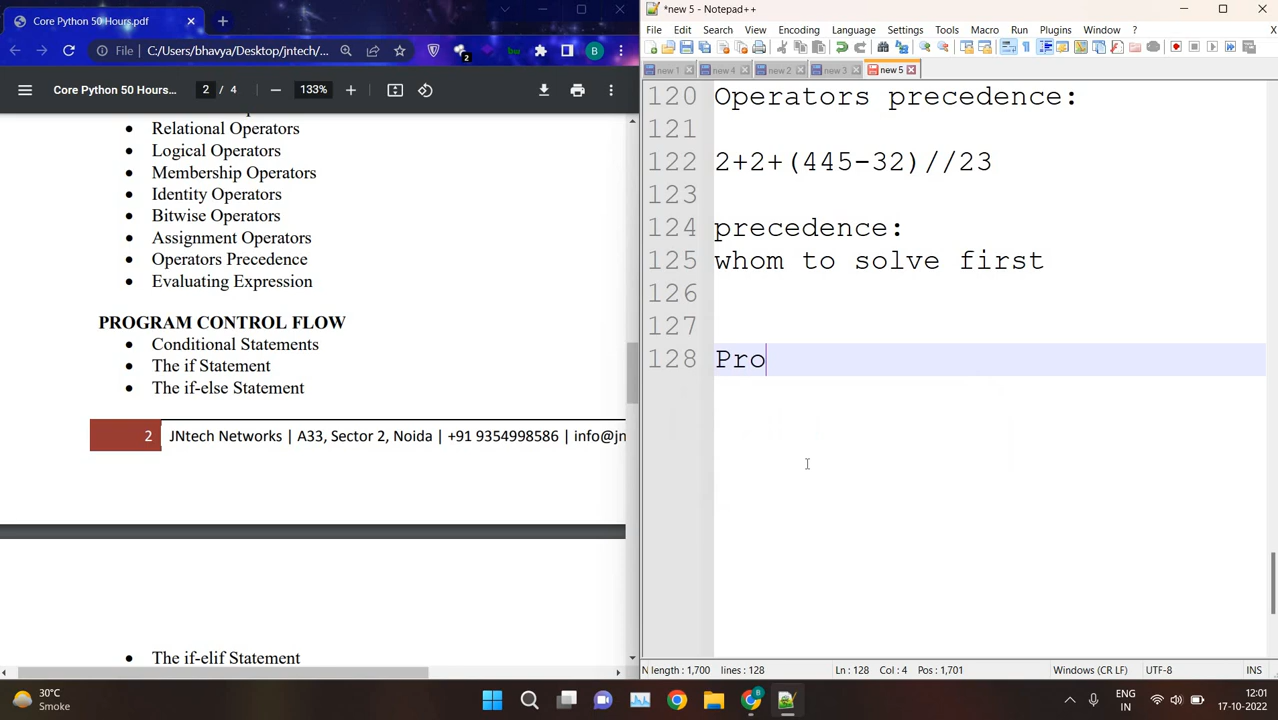 Core Python 50 Hours.pdf
File
C:/Users/bhavya/Desktop/jntech/...
B
Core Python 50 Hours...
2 / 4
133%
Relational Operators
Logical Operators
Membership Operators
Identity Operators
Bitwise Operators
Assignment Operators
Operators Precedence
Evaluating Expression
PROGRAM CONTROL FLOW
Conditional Statements
The if Statement
The if-else Statement
2 JNtech Networks | A33, Sector 2, Noida | +91 9354998586 | info@jn
The if-elif Statement
*new 5 - Notepad++
File Edit Search View Encoding Language Settings Tools Macro Run Plugins Window ?
new 1 new 4 new 2 new 3 new 5
120 Operators precedence:
121
122 2+2+(445-32)//23
123
124 precedence:
125 whom to solve first
126
127
128 Pro
N length : 1,700 lines : 128 Ln : 128 Col : 4 Pos : 1,701 Windows (CR LF) UTF-8 INS
30°C
Smoke
ENG
IN
12:01
17-10-2022